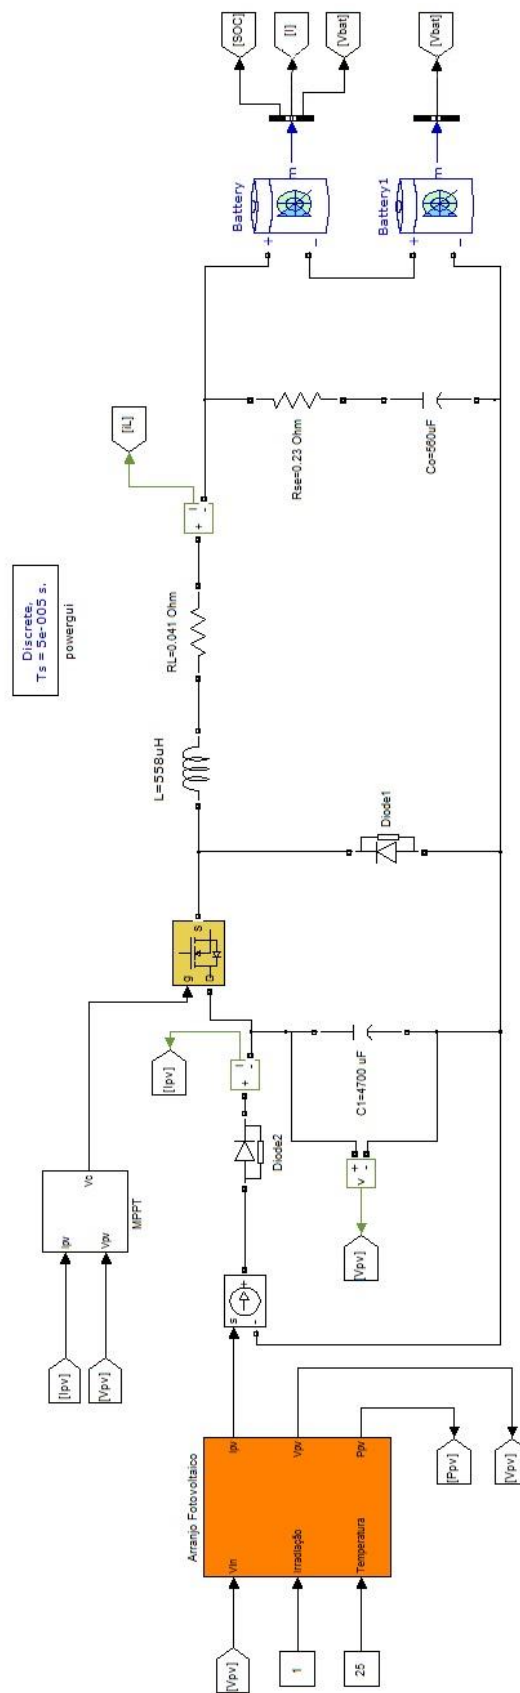 Discrete,
Ts = 5e-005 s.
powergui
[Ipv]
[Vpv]
Ipv
Vpv
Vc
MPPT
[Ipv]
[iL]
[SOC]
[I]
[Vbat]
[Vbat]
Arranjo Fotovoltaico
Vin
Irradiação
Temperatura
Ipv
Vpv
Ppv
[Vpv]
1
25
[Ppv]
[Vpv]
s
+
-
Diode2
+
-
i
g
D
S
L=558uH
RL=0.041 Ohm
+
-
i
Battery
+
-
m
Battery1
+
-
m
[Vpv]
v
+
-
C1=4700 uF
Diode1
Rse=0.23 Ohm
Co=560uF